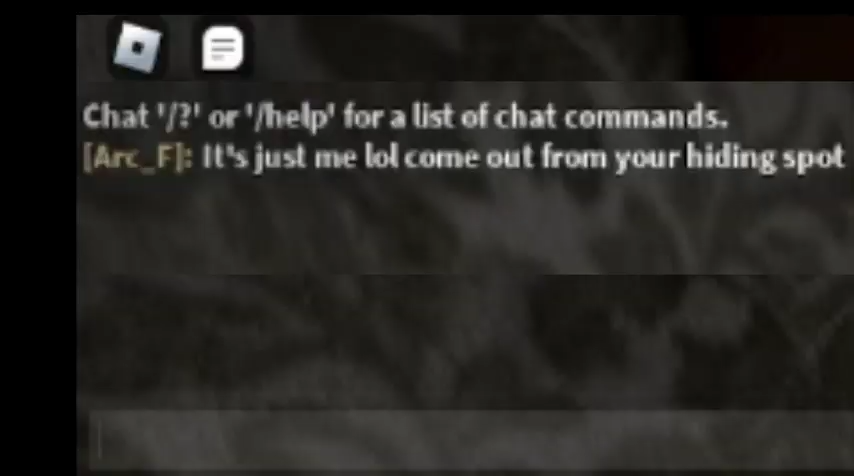 Chat '/?' or '/help' for a list of chat commands.
[Arc_F]: It's just me lol come out from your hiding spot